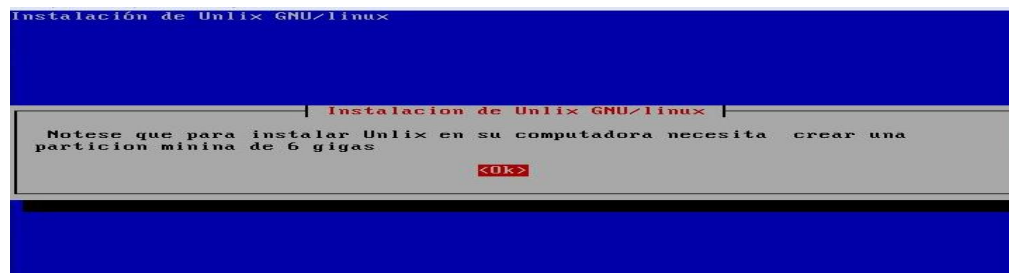 Instalación de Unlix GNU/linux
Instalacion de Unlix GNU/linux
Notese que para instalar Unlix en su computadora necesita crear una
particion minina de 6 gigas
<Ok>